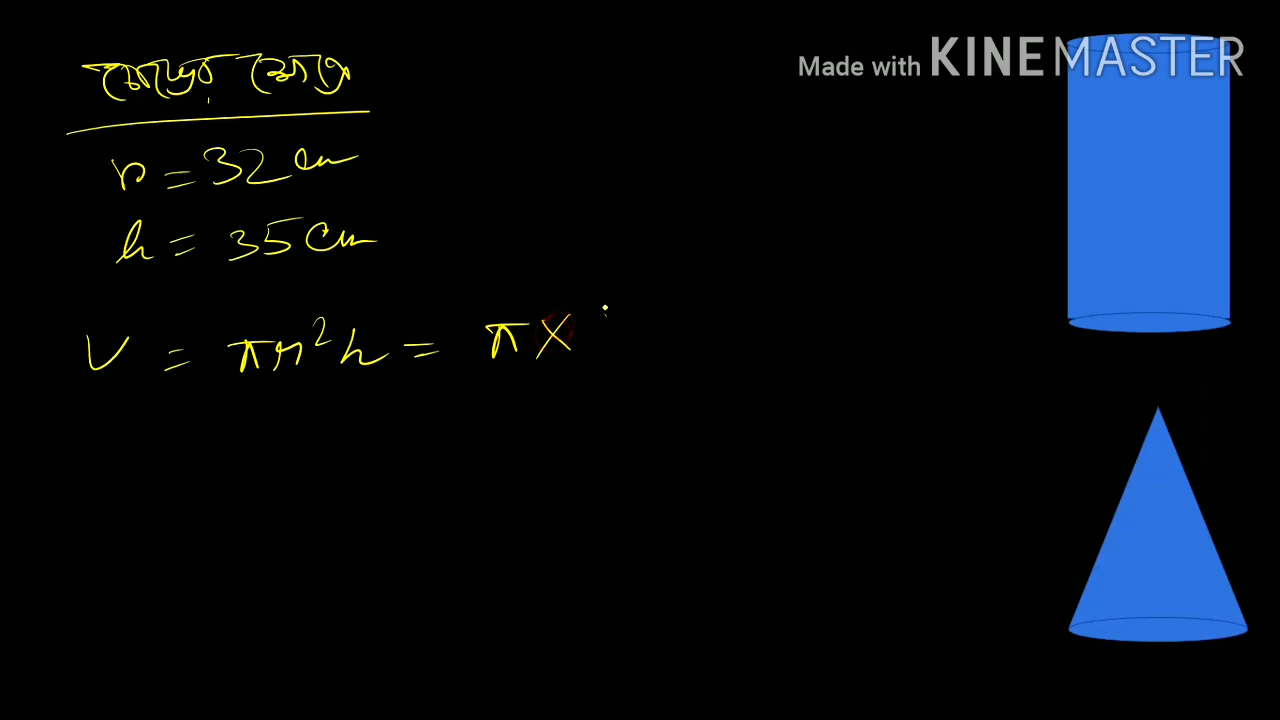 Made with KINEMASTER
ক্ষেত্রে
r = 32 cm
h = 35 cm
V = πr²h = π×